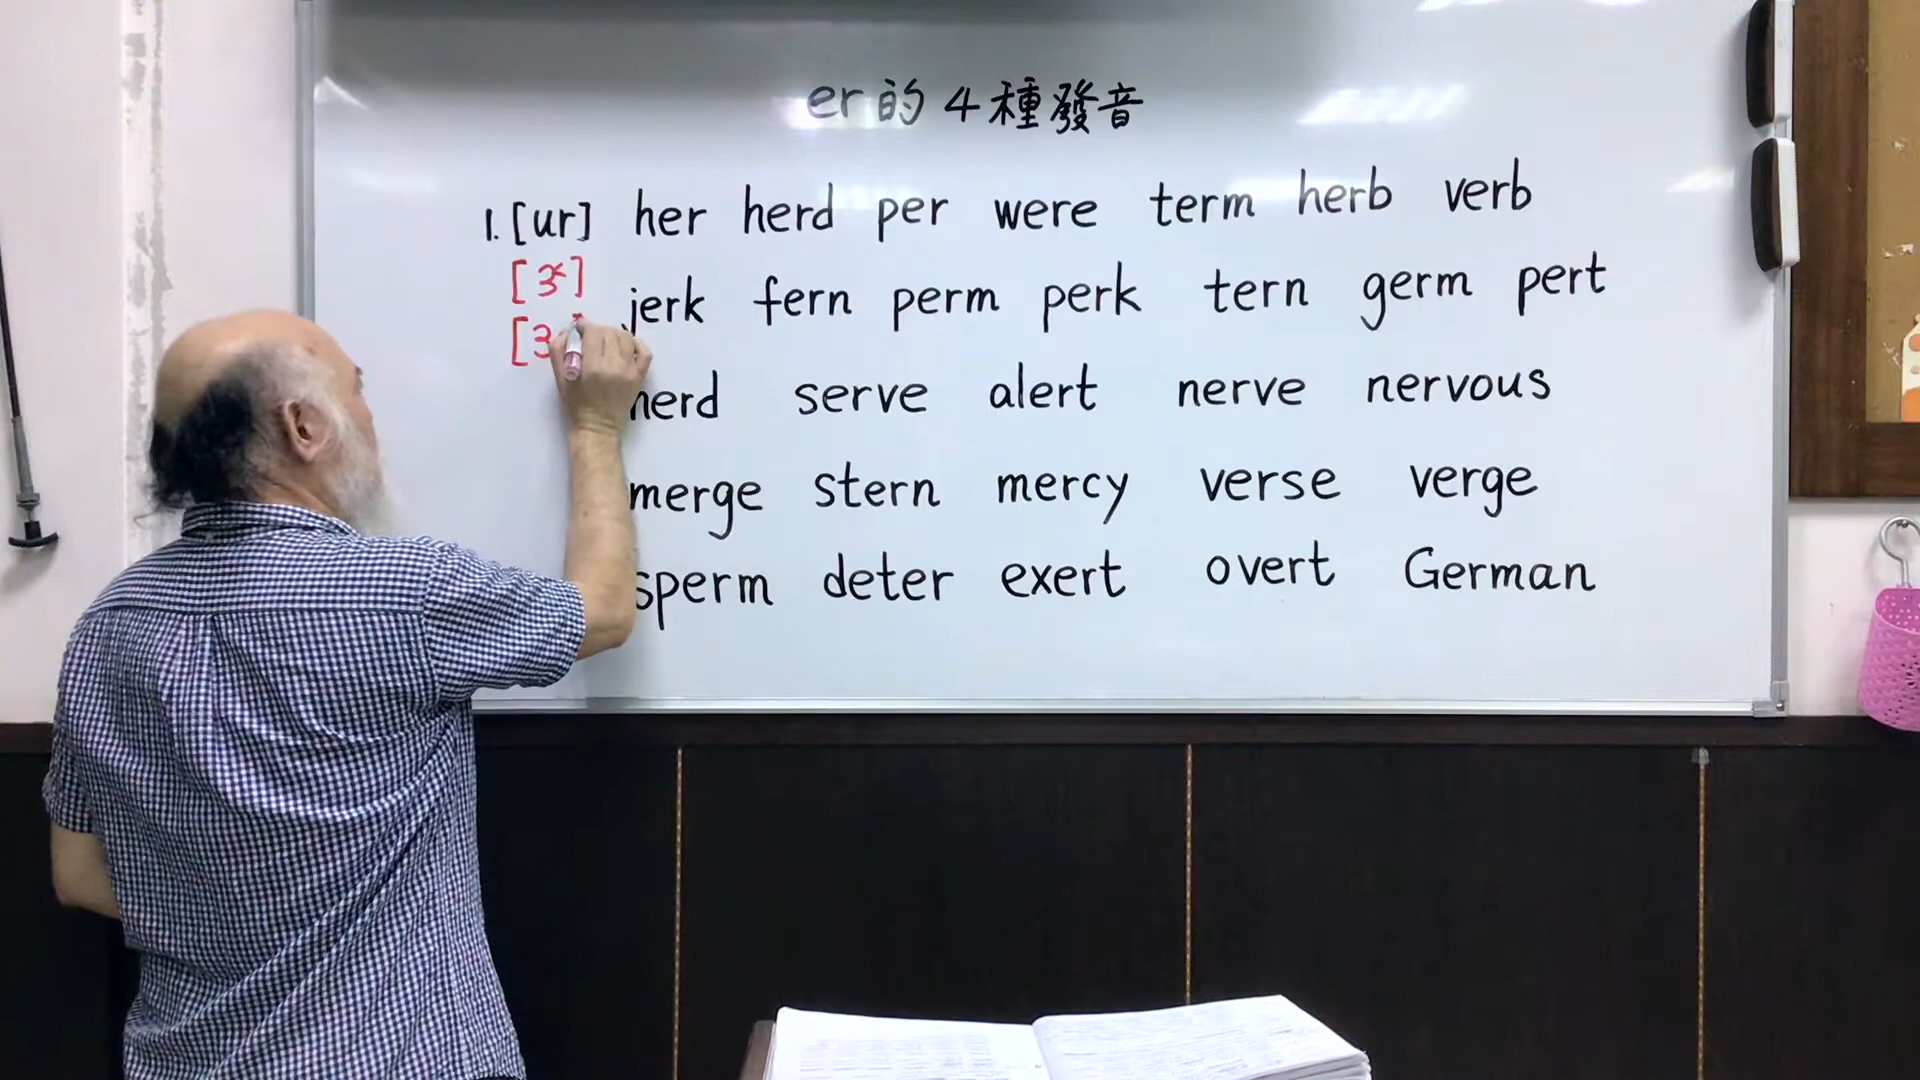 er的4種發音
1. [ur] her herd per were term herb verb
[ɝ] jerk fern perm perk tern germ pert
[ɜ
nerd serve alert nerve nervous
merge stern mercy verse verge
sperm deter exert overt German